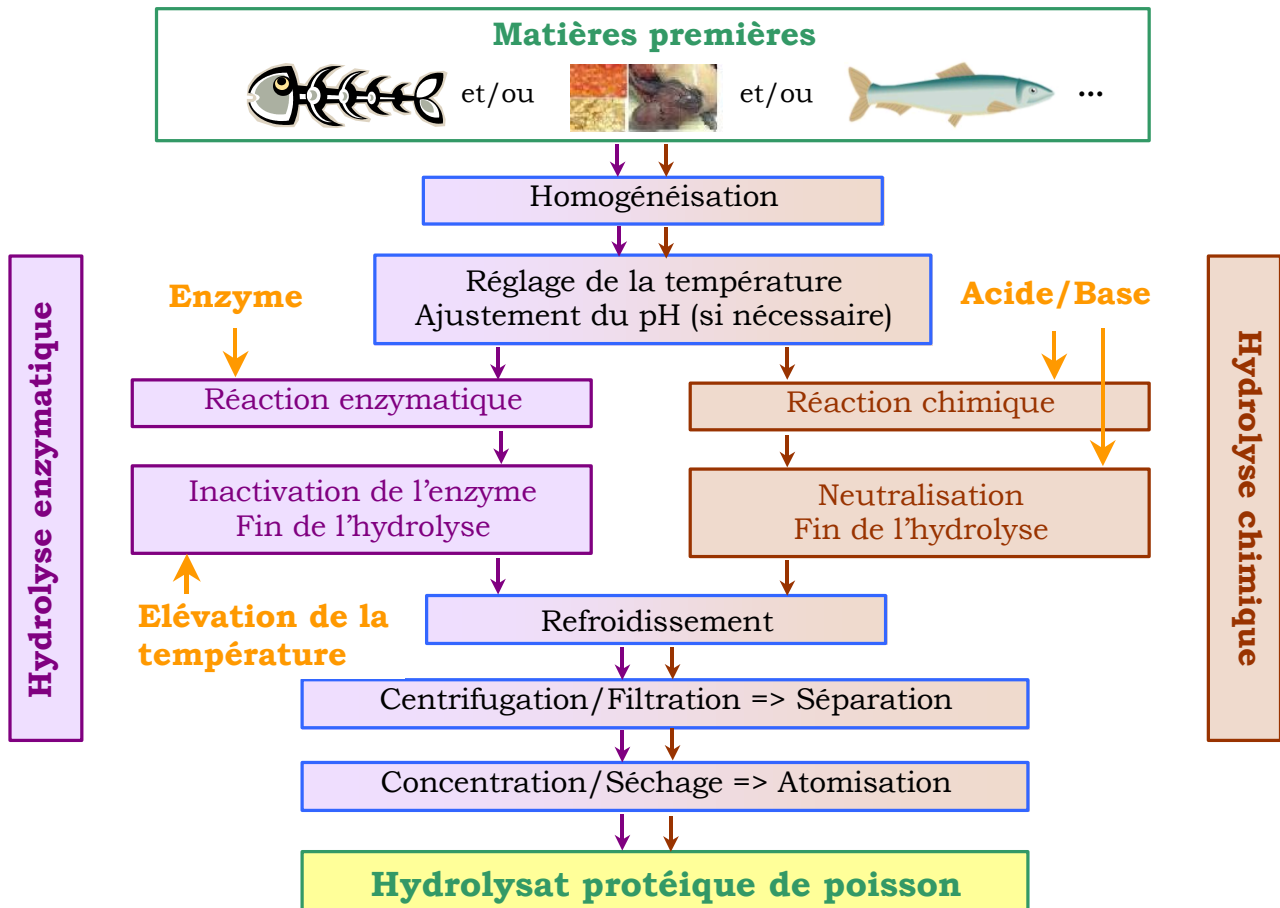 Matières premières
et/ou
et/ou
...
Homogénéisation
Réglage de la température
Ajustement du pH (si nécessaire)
Enzyme
Acide/Base
Réaction enzymatique
Réaction chimique
Inactivation de l'enzyme
Fin de l'hydrolyse
Neutralisation
Fin de l'hydrolyse
Elévation de la
température
Refroidissement
Centrifugation/Filtration => Séparation
Concentration/Séchage => Atomisation
Hydrolysat protéique de poisson
Hydrolyse enzymatique
Hydrolyse chimique